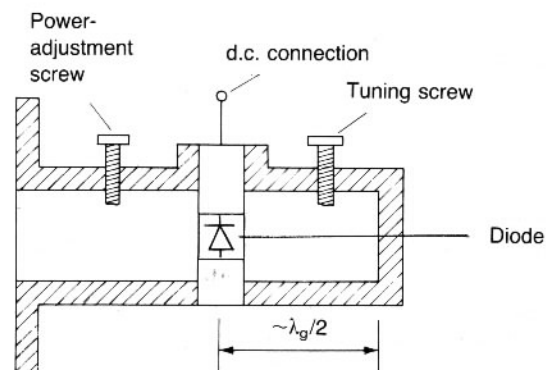 Power-
adjustment
screw
d.c. connection
Tuning screw
Diode
~λg/2